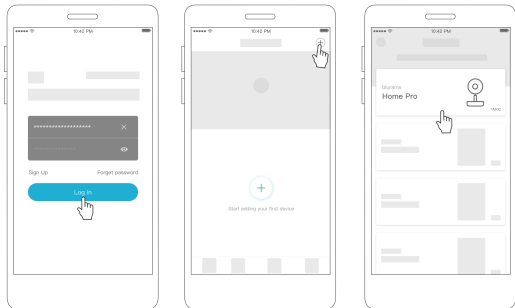 10:42 PM
*******************
Sign Up
Forget password
Log in
10:42 PM
Start adding your first device
10:42 PM
Home Pro